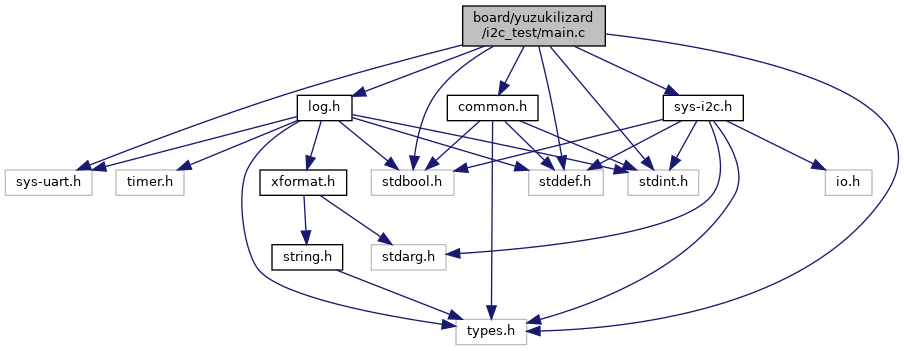 board/yuzukilizard
/i2c_test/main.c
log.h
common.h
sys-i2c.h
sys-uart.h
timer.h
xformat.h
stdbool.h
stddef.h
stdint.h
io.h
string.h
stdarg.h
types.h